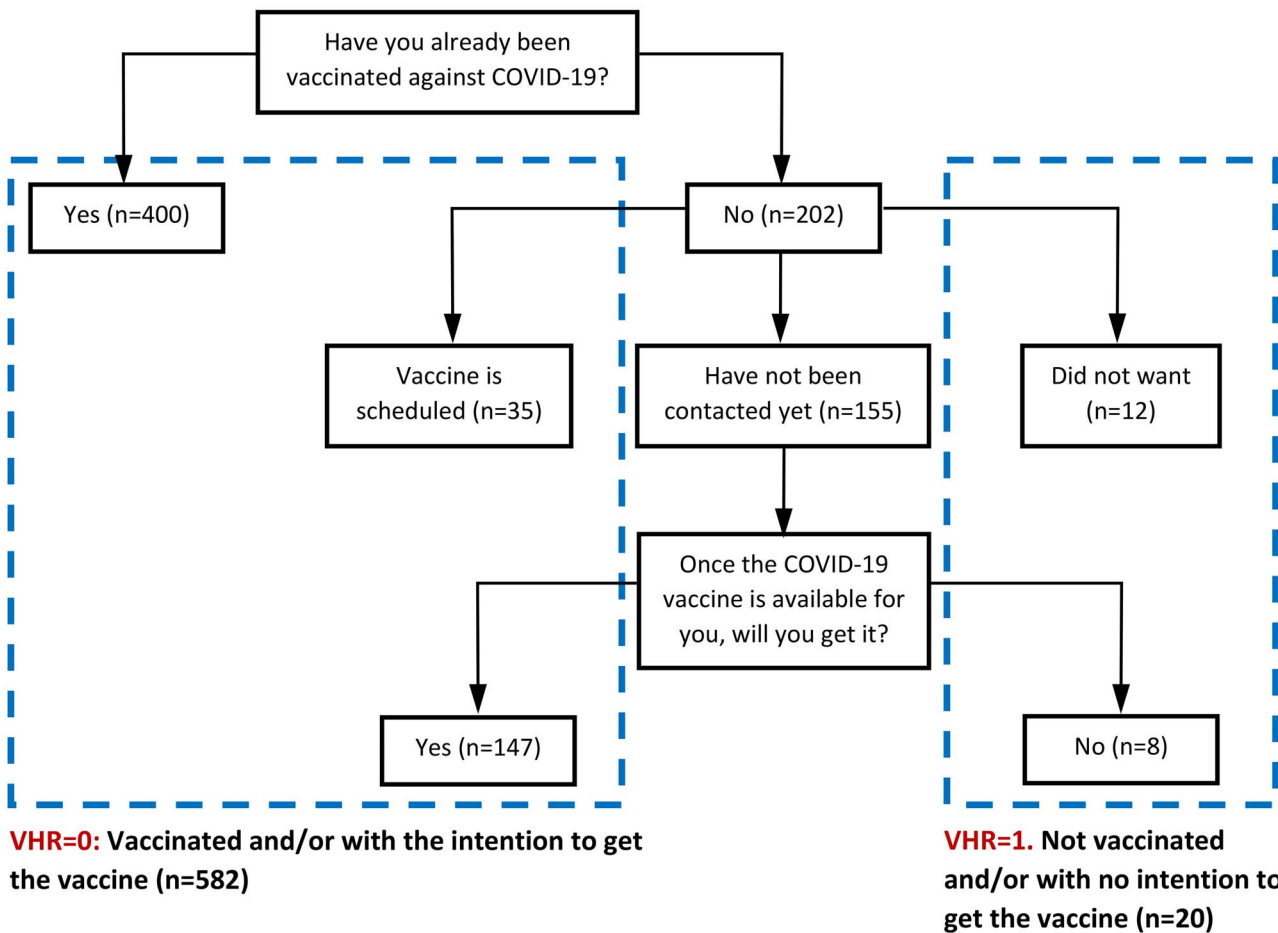 Have you already been
vaccinated against COVID-19?
Yes (n=400)
No (n=202)
Vaccine is
scheduled (n=35)
Have not been
contacted yet (n=155)
Did not want
(n=12)
Once the COVID-19
vaccine is available for
you, will you get it?
Yes (n=147)
No (n=8)
VHR=0: Vaccinated and/or with the intention to get
the vaccine (n=582)
VHR=1. Not vaccinated
and/or with no intention to
get the vaccine (n=20)